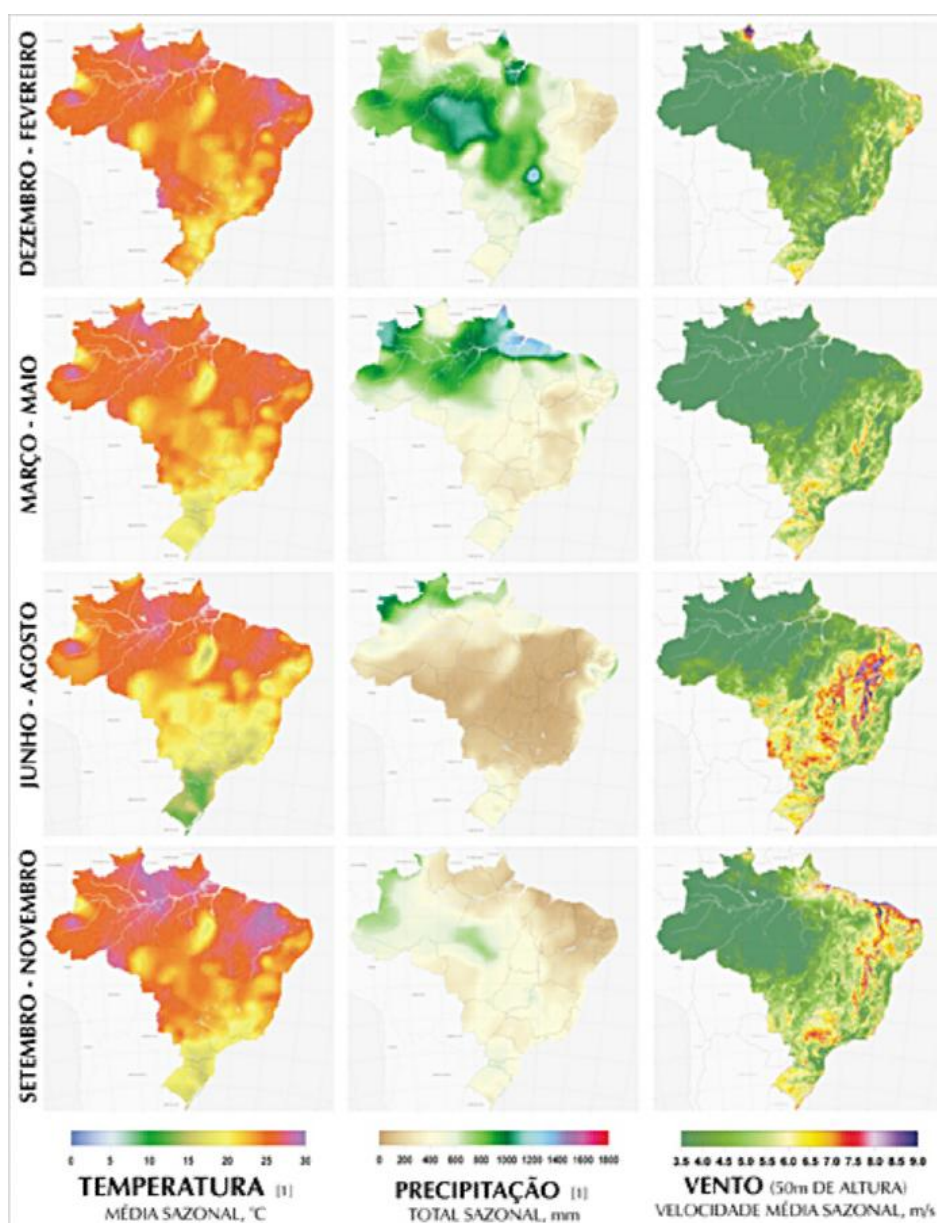 DEZEMBRO - FEVEREIRO
MARÇO - MAIO
JUNHO - AGOSTO
SETEMBRO - NOVEMBRO
0 5 10 15 20 25 30
TEMPERATURA [1]
MÉDIA SAZONAL, °C
0 200 400 600 800 1000 1200 1400 1600 1800
PRECIPITAÇÃO [1]
TOTAL SAZONAL, mm
3.5 4.0 4.5 5.0 5.5 6.0 6.5 7.0 7.5 8.0 8.5 9.0
VENTO (50m DE ALTURA)
VELOCIDADE MÉDIA SAZONAL, m/s